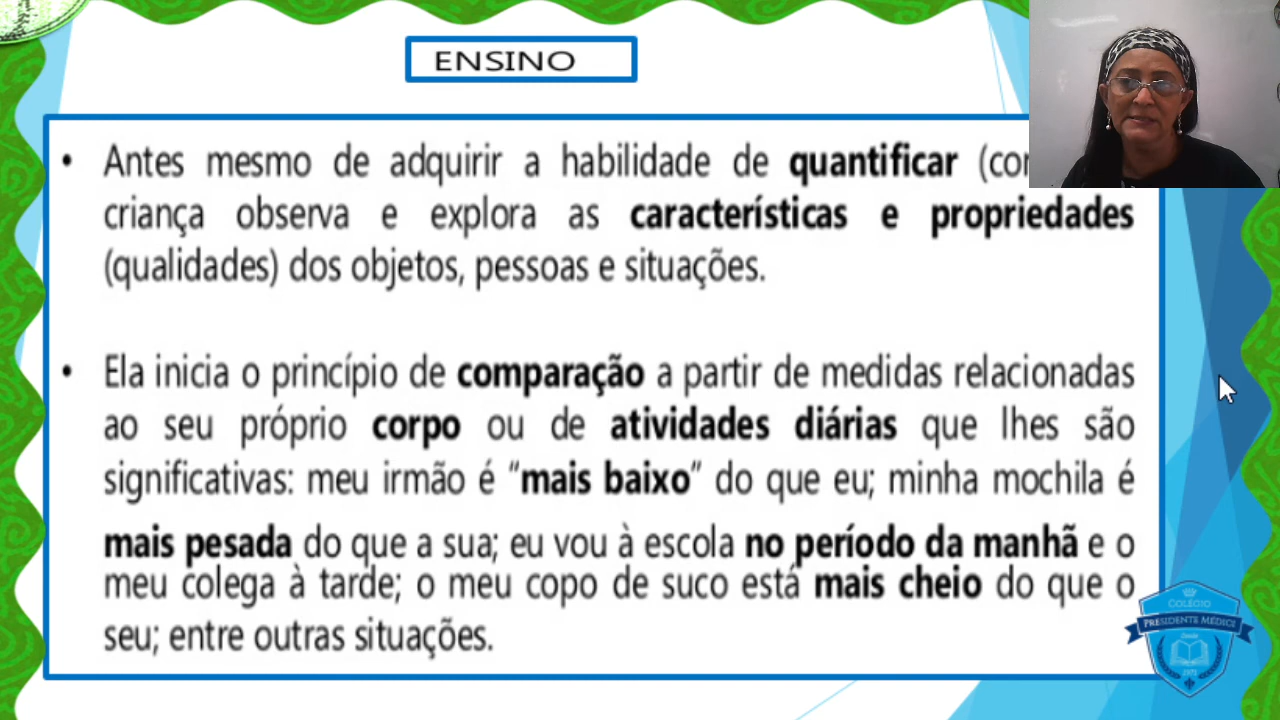 ENSINO
• Antes mesmo de adquirir a habilidade de quantificar
criança observa e explora as características e propriedades
(qualidades) dos objetos, pessoas e situações.
• Ela inicia o princípio de comparação a partir de medidas relacionadas
ao seu próprio corpo ou de atividades diárias que lhes são
significativas: meu irmão é “mais baixo” do que eu; minha mochila é
mais pesada do que a sua; eu vou à escola no período da manhã e o
meu colega à tarde; o meu copo de suco está mais cheio do que o
seu; entre outras situações.
COLÉGIO
PRESIDENTE MÉDICI